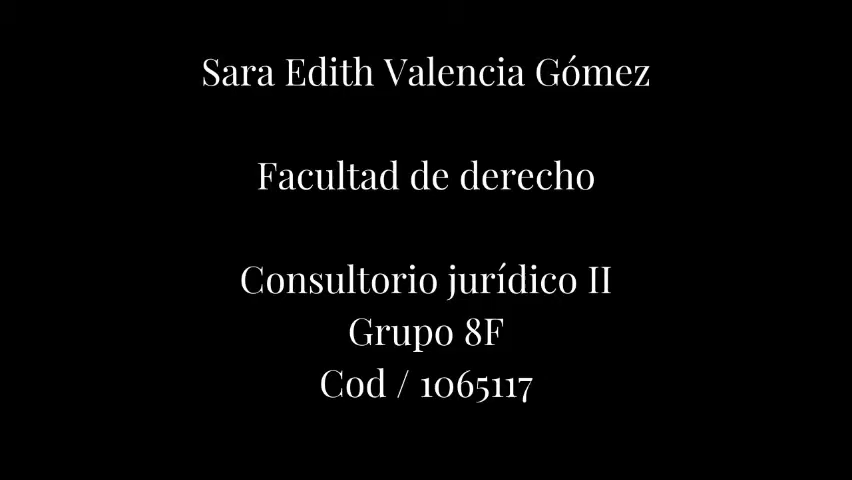 Sara Edith Valencia Gómez
Facultad de derecho
Consultorio jurídico II
Grupo 8F
Cod / 1065117